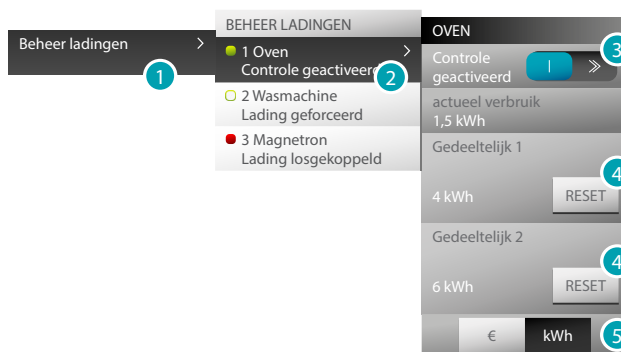 Beheer ladingen >
1
BEHEER LADINGEN
1 Oven >
Controle geactiveer
2
2 Wasmachine
Lading geforceerd
3 Magnetron
Lading losgekoppeld
OVEN
Controle
geactiveerd
3
actueel verbruik
1,5 kWh
Gedeeltelijk 1
4
4 kWh RESET
Gedeeltelijk 2
4
6 kWh RESET
€ kWh 5